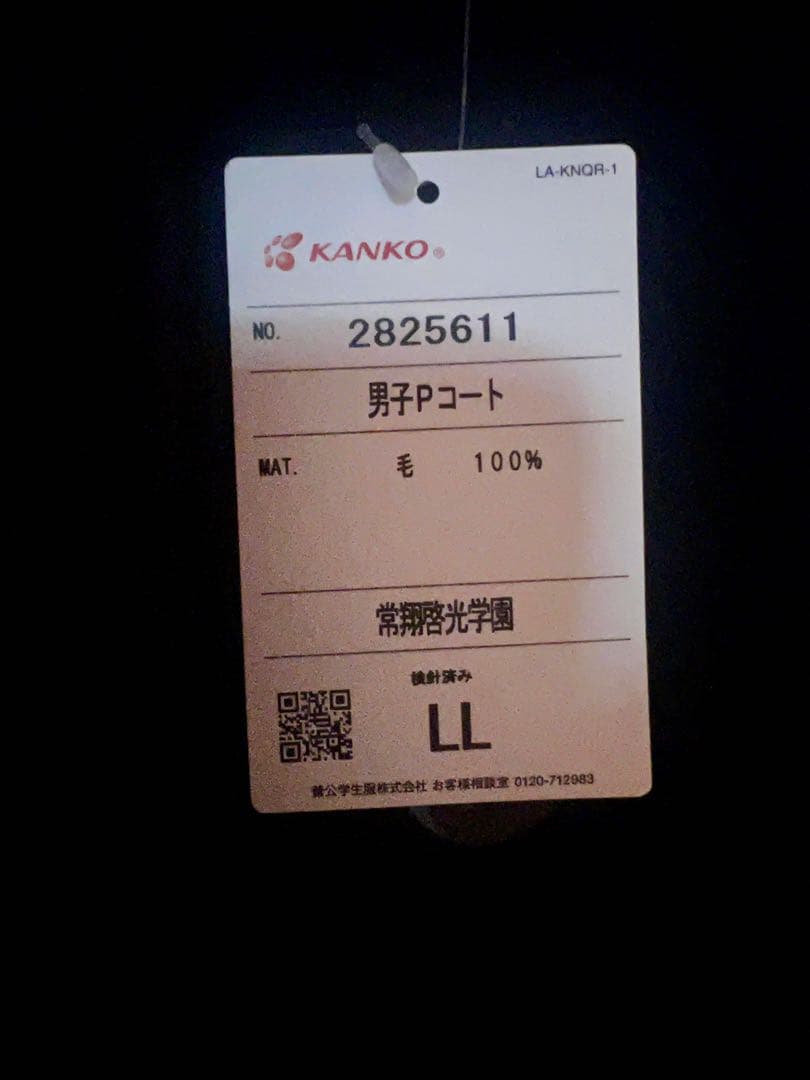 LA-KNQR-1
KANKO®
NO. 2825611
男子Pコート
MAT. 毛 100%
常翔啓光学園
検針済み
LL
菅公学生服株式会社 お客様相談室 0120-712983